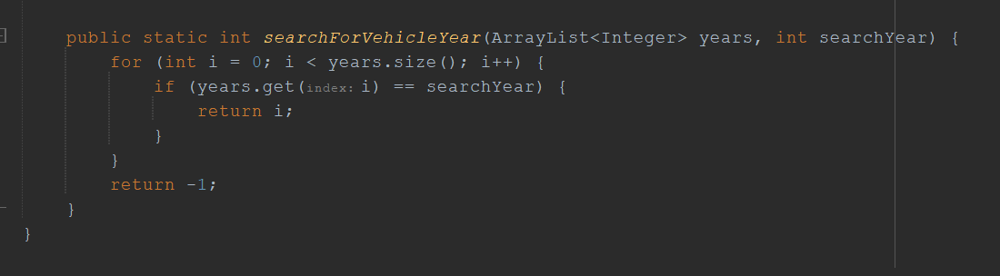 public static int searchForVehicleYear(ArrayList<Integer> years, int searchYear) {
for (int i = 0; i < years.size(); i++) {
if (years.get(index: i) == searchYear) {
return i;
}
}
return -1;
}
}